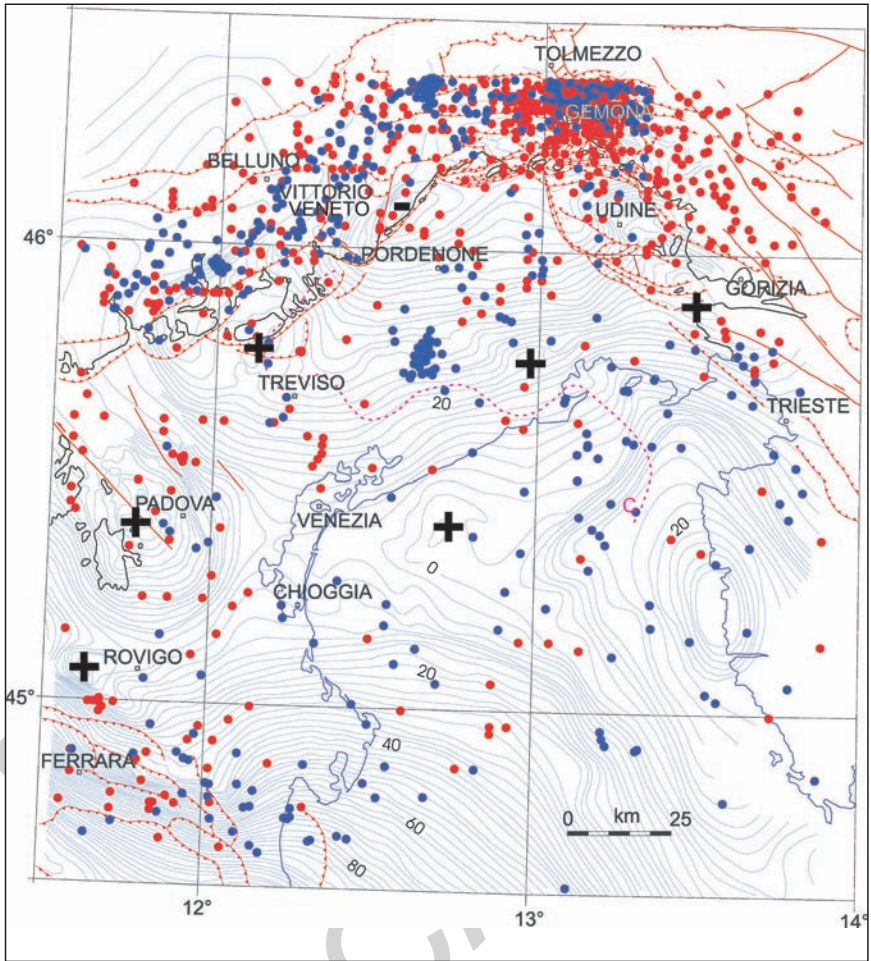 TOLMEZZO
GEMONA
BELLUNO
VITTORIO
VENETO
UDINE
46°
PORDENONE
GORIZIA
TREVISO
20
TRIESTE
PADOVA
VENEZIA
C
20
0
CHIOGGIA
ROVIGO
20
45°
40
FERRARA
0 km 25
60
80
12°
13°
14°